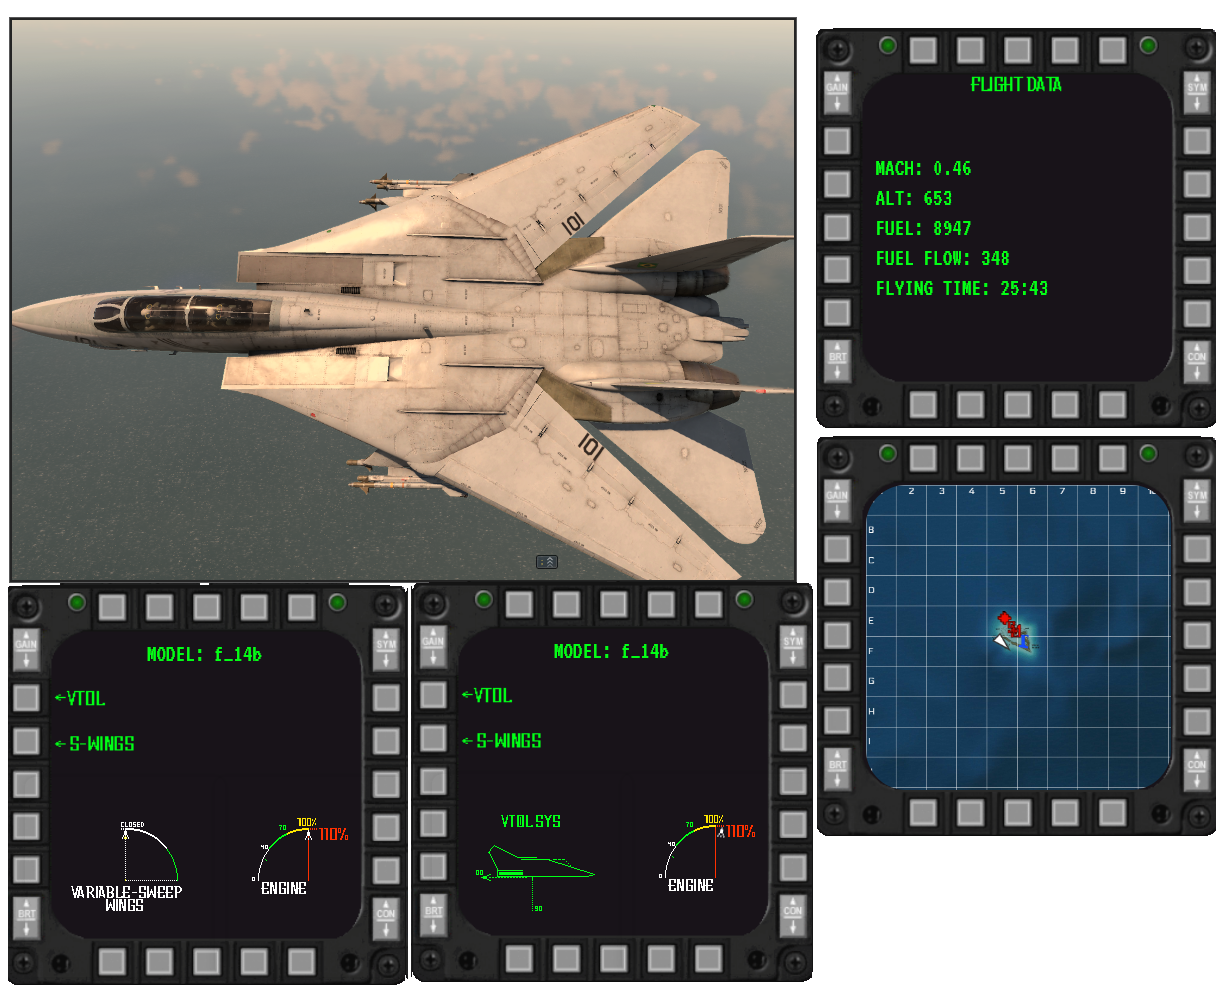 101
101
GAIN
SYM
FLIGHT DATA
MACH: 0.46
ALT: 653
FUEL: 8947
FUEL FLOW: 348
FLYING TIME: 25:43
BRT
CON
GAIN
SYM
2 3 4 5 6 7 8 9
B
C
D
E
F
G
H
I
BRT
CON
GAIN
SYM
MODEL: f_14b
←VTOL
←S-WINGS
CLOSED
VARIABLE-SWEEP
WINGS
0 40 70 100% 110%
ENGINE
BRT
CON
GAIN
SYM
MODEL: f_14b
←VTOL
←S-WINGS
VTOL SYS
90
0 40 70 100% 110%
ENGINE
BRT
CON